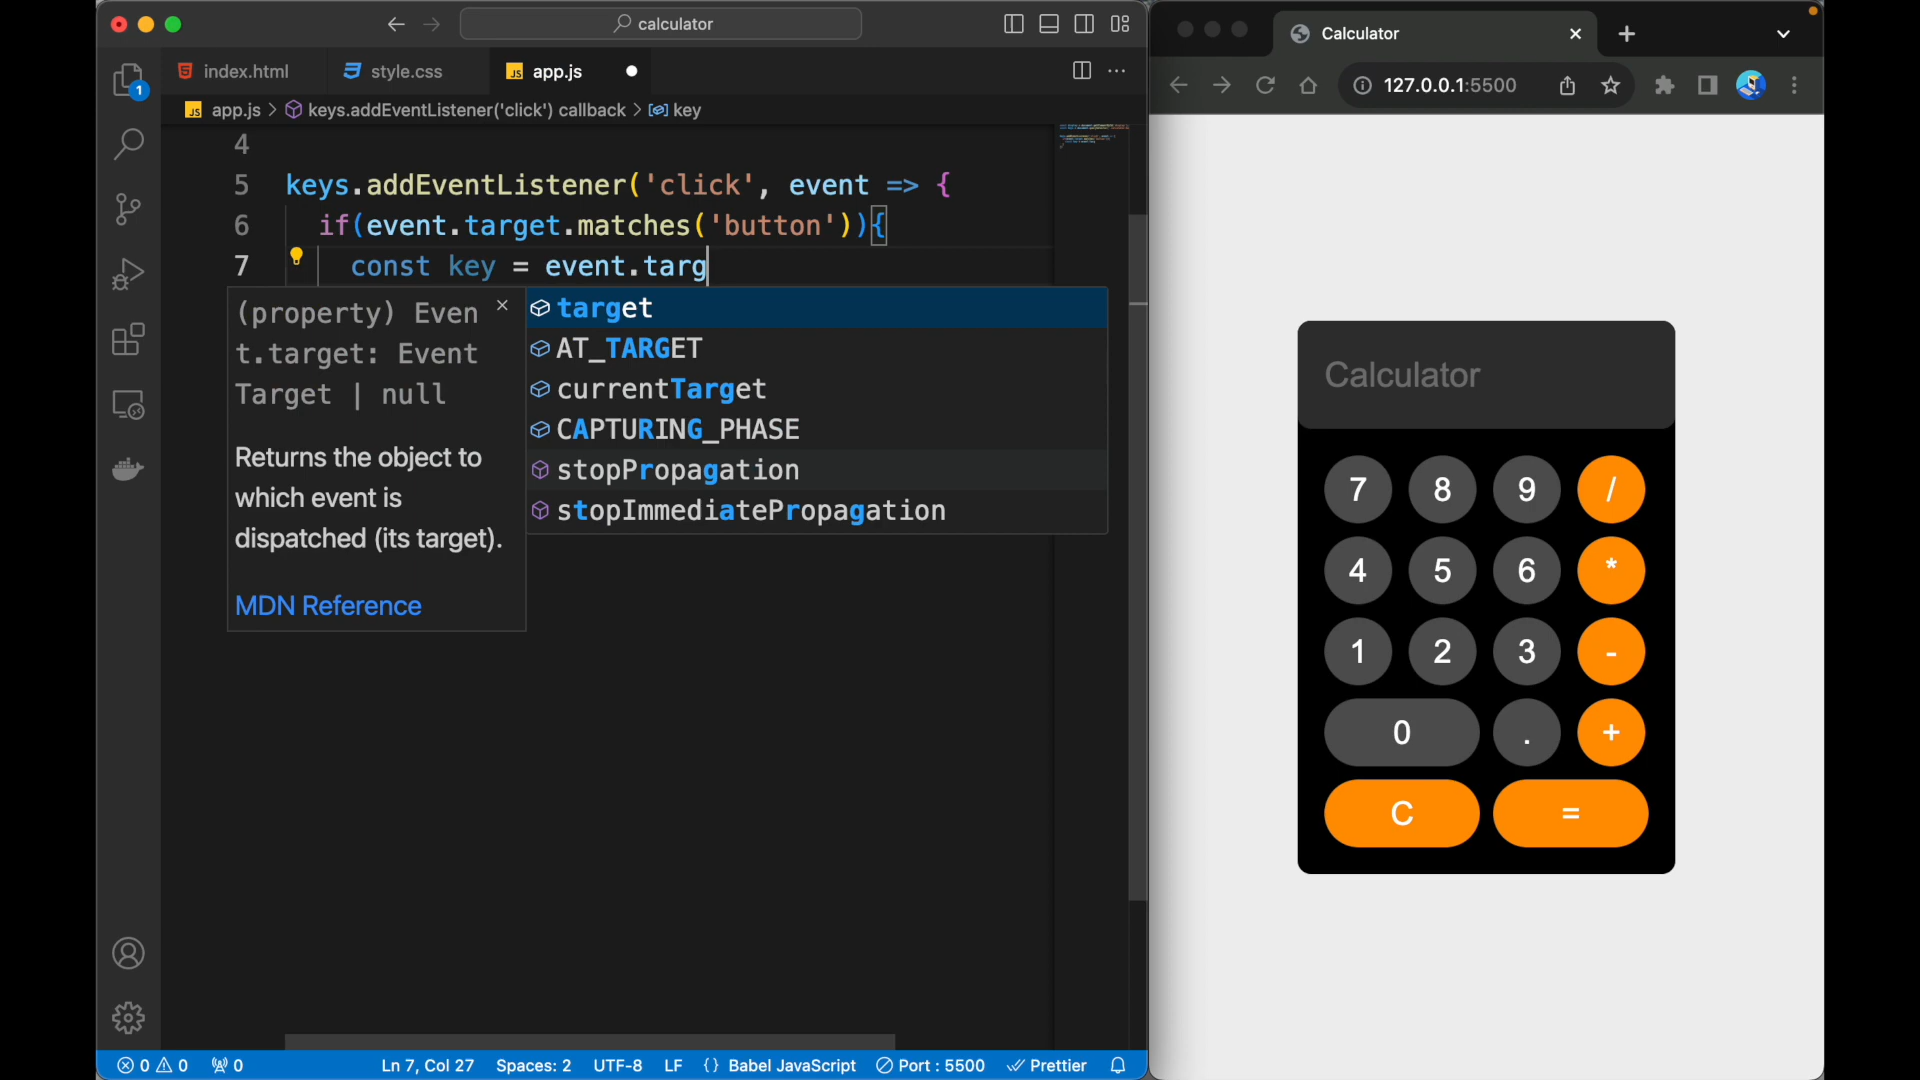 calculator
index.html
style.css
JS app.js
JS app.js > keys.addEventListener('click') callback > key
4
5 keys.addEventListener('click', event => {
6 if(event.target.matches('button')){
7 const key = event.targ
(property) Even
t.target: Event
Target | null
Returns the object to
which event is
dispatched (its target).
MDN Reference
target
AT_TARGET
currentTarget
CAPTURING_PHASE
stopPropagation
stopImmediatePropagation
1
0 0 0 Ln 7, Col 27 Spaces: 2 UTF-8 LF {} Babel JavaScript Port : 5500 Prettier
Calculator
127.0.0.1:5500
Calculator
7 8 9 /
4 5 6 *
1 2 3 -
0 . +
C =